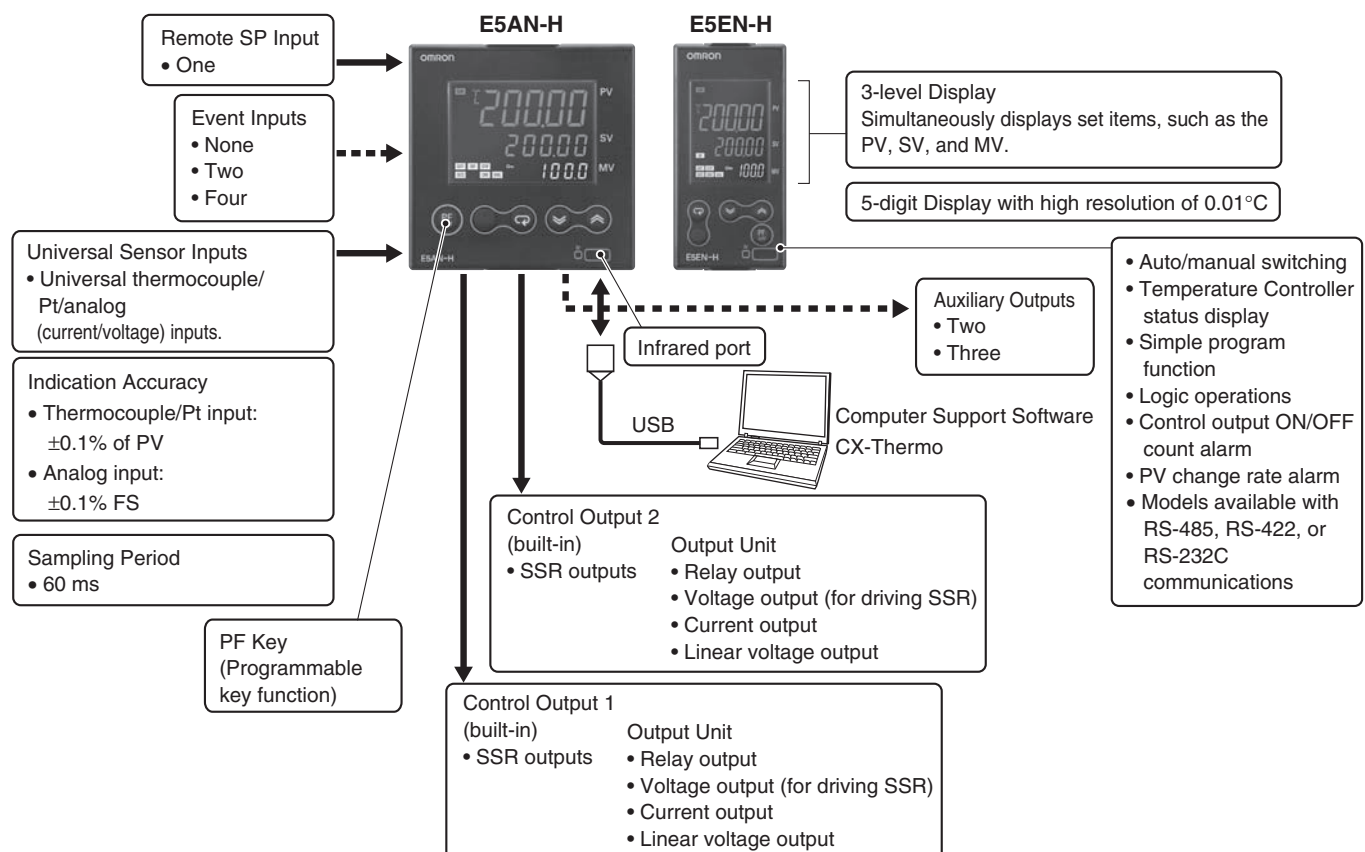 E5AN-H
E5EN-H
Remote SP Input
• One
Event Inputs
• None
• Two
• Four
Universal Sensor Inputs
• Universal thermocouple/
Pt/analog
(current/voltage) inputs.
Indication Accuracy
• Thermocouple/Pt input:
±0.1% of PV
• Analog input:
±0.1% FS
Sampling Period
• 60 ms
OMRON
℃ 200.00 PV
200.00 SV
100.0 MV
PF
E5AN-H
OMRON
200.00 PV
200.00 SV
100.0 MV
PF
E5EN-H
3-level Display
Simultaneously displays set items, such as the
PV, SV, and MV.
5-digit Display with high resolution of 0.01°C
• Auto/manual switching
• Temperature Controller
status display
• Simple program
function
• Logic operations
• Control output ON/OFF
count alarm
• PV change rate alarm
• Models available with
RS-485, RS-422, or
RS-232C
communications
Auxiliary Outputs
• Two
• Three
Infrared port
USB
Computer Support Software
CX-Thermo
PF Key
(Programmable
key function)
Control Output 2
(built-in)
• SSR outputs
Output Unit
• Relay output
• Voltage output (for driving SSR)
• Current output
• Linear voltage output
Control Output 1
(built-in)
• SSR outputs
Output Unit
• Relay output
• Voltage output (for driving SSR)
• Current output
• Linear voltage output